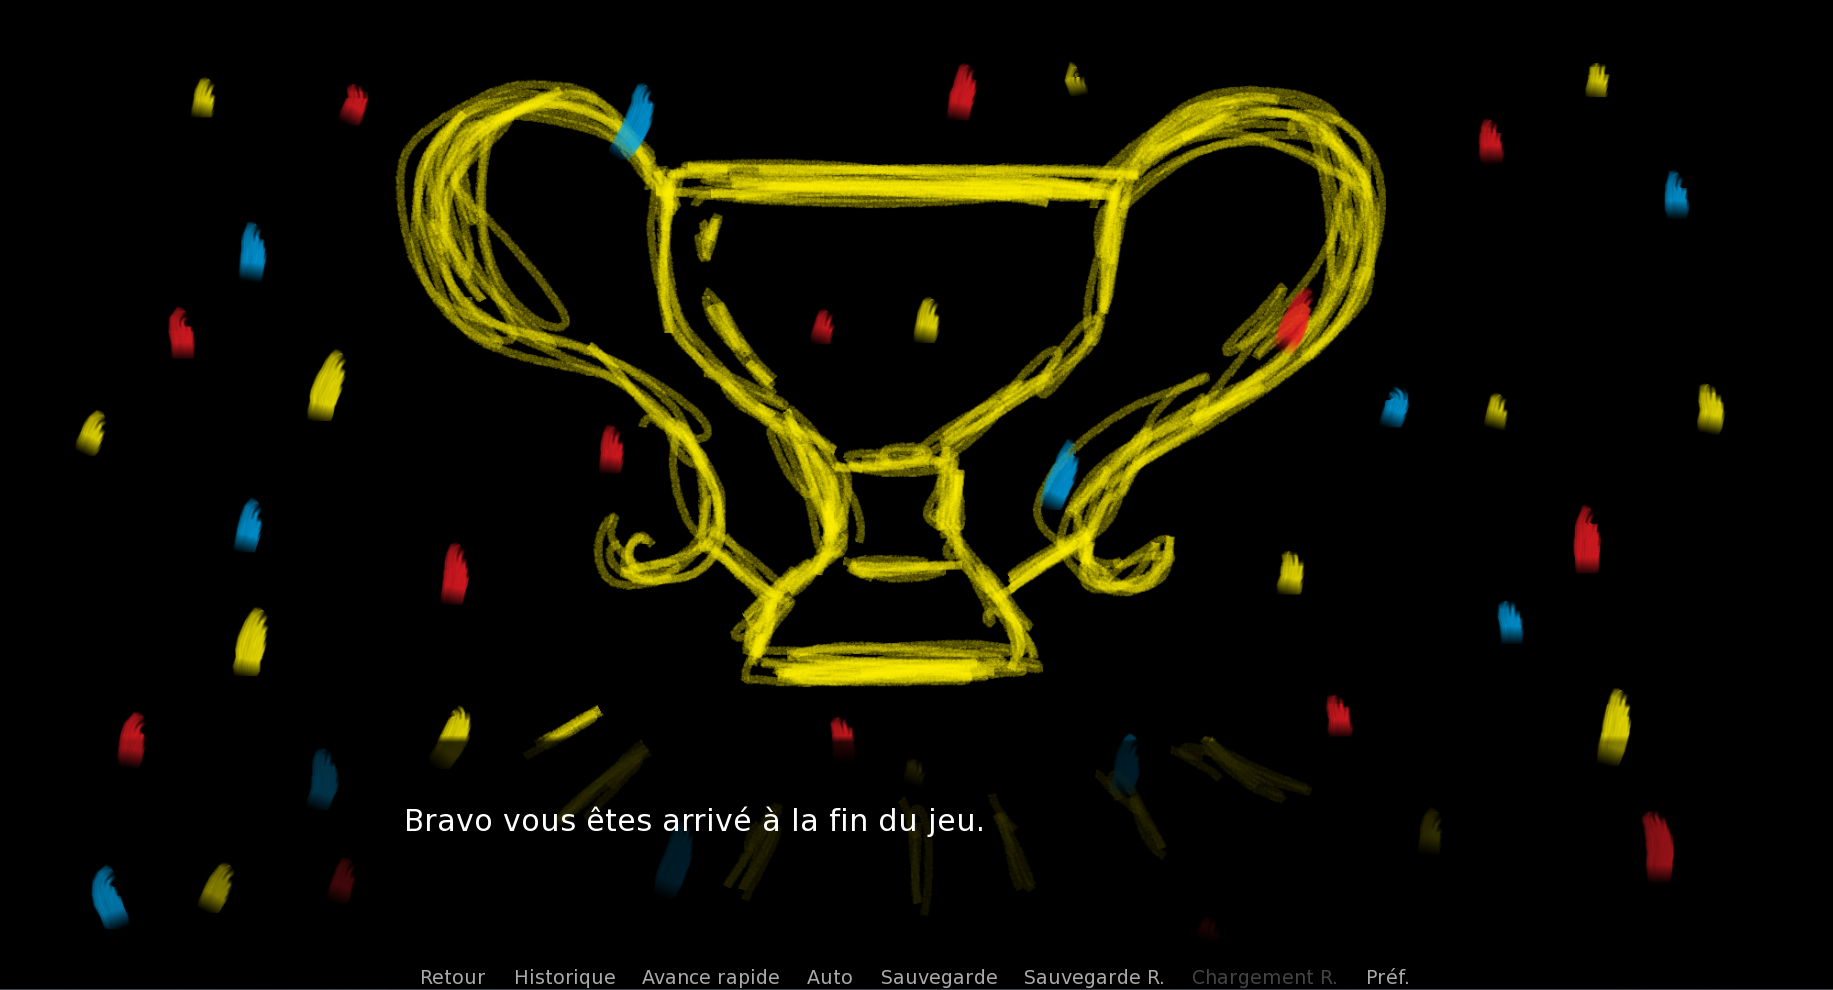 Bravo vous êtes arrivé à la fin du jeu.
Retour Historique Avance rapide Auto Sauvegarde Sauvegarde R. Chargement R. Préf.